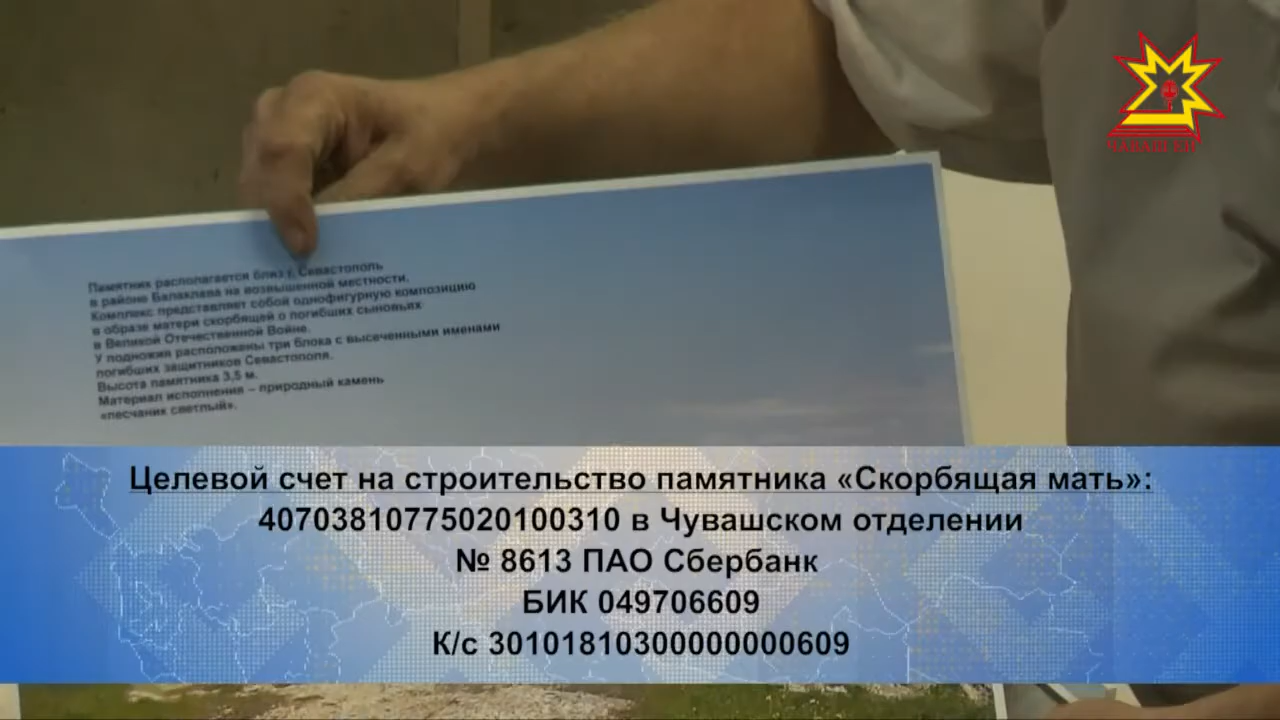 ЧӐВАШ ЕН
Памятник располагается близ г. Севастополь
в районе Балаклава на возвышенной местности.
Комплекс представляет собой однофигурную композицию
в образе матери скорбящей о погибших сыновьях
в Великой Отечественной Войне.
У подножия расположены три блока с высеченными именами
погибших защитников Севастополя.
Высота памятника 3,5 м.
Материал исполнения – природный камень
«песчаник светлый».
Целевой счет на строительство памятника «Скорбящая мать»:
40703810775020100310 в Чувашском отделении
№ 8613 ПАО Сбербанк
БИК 049706609
К/с 30101810300000000609